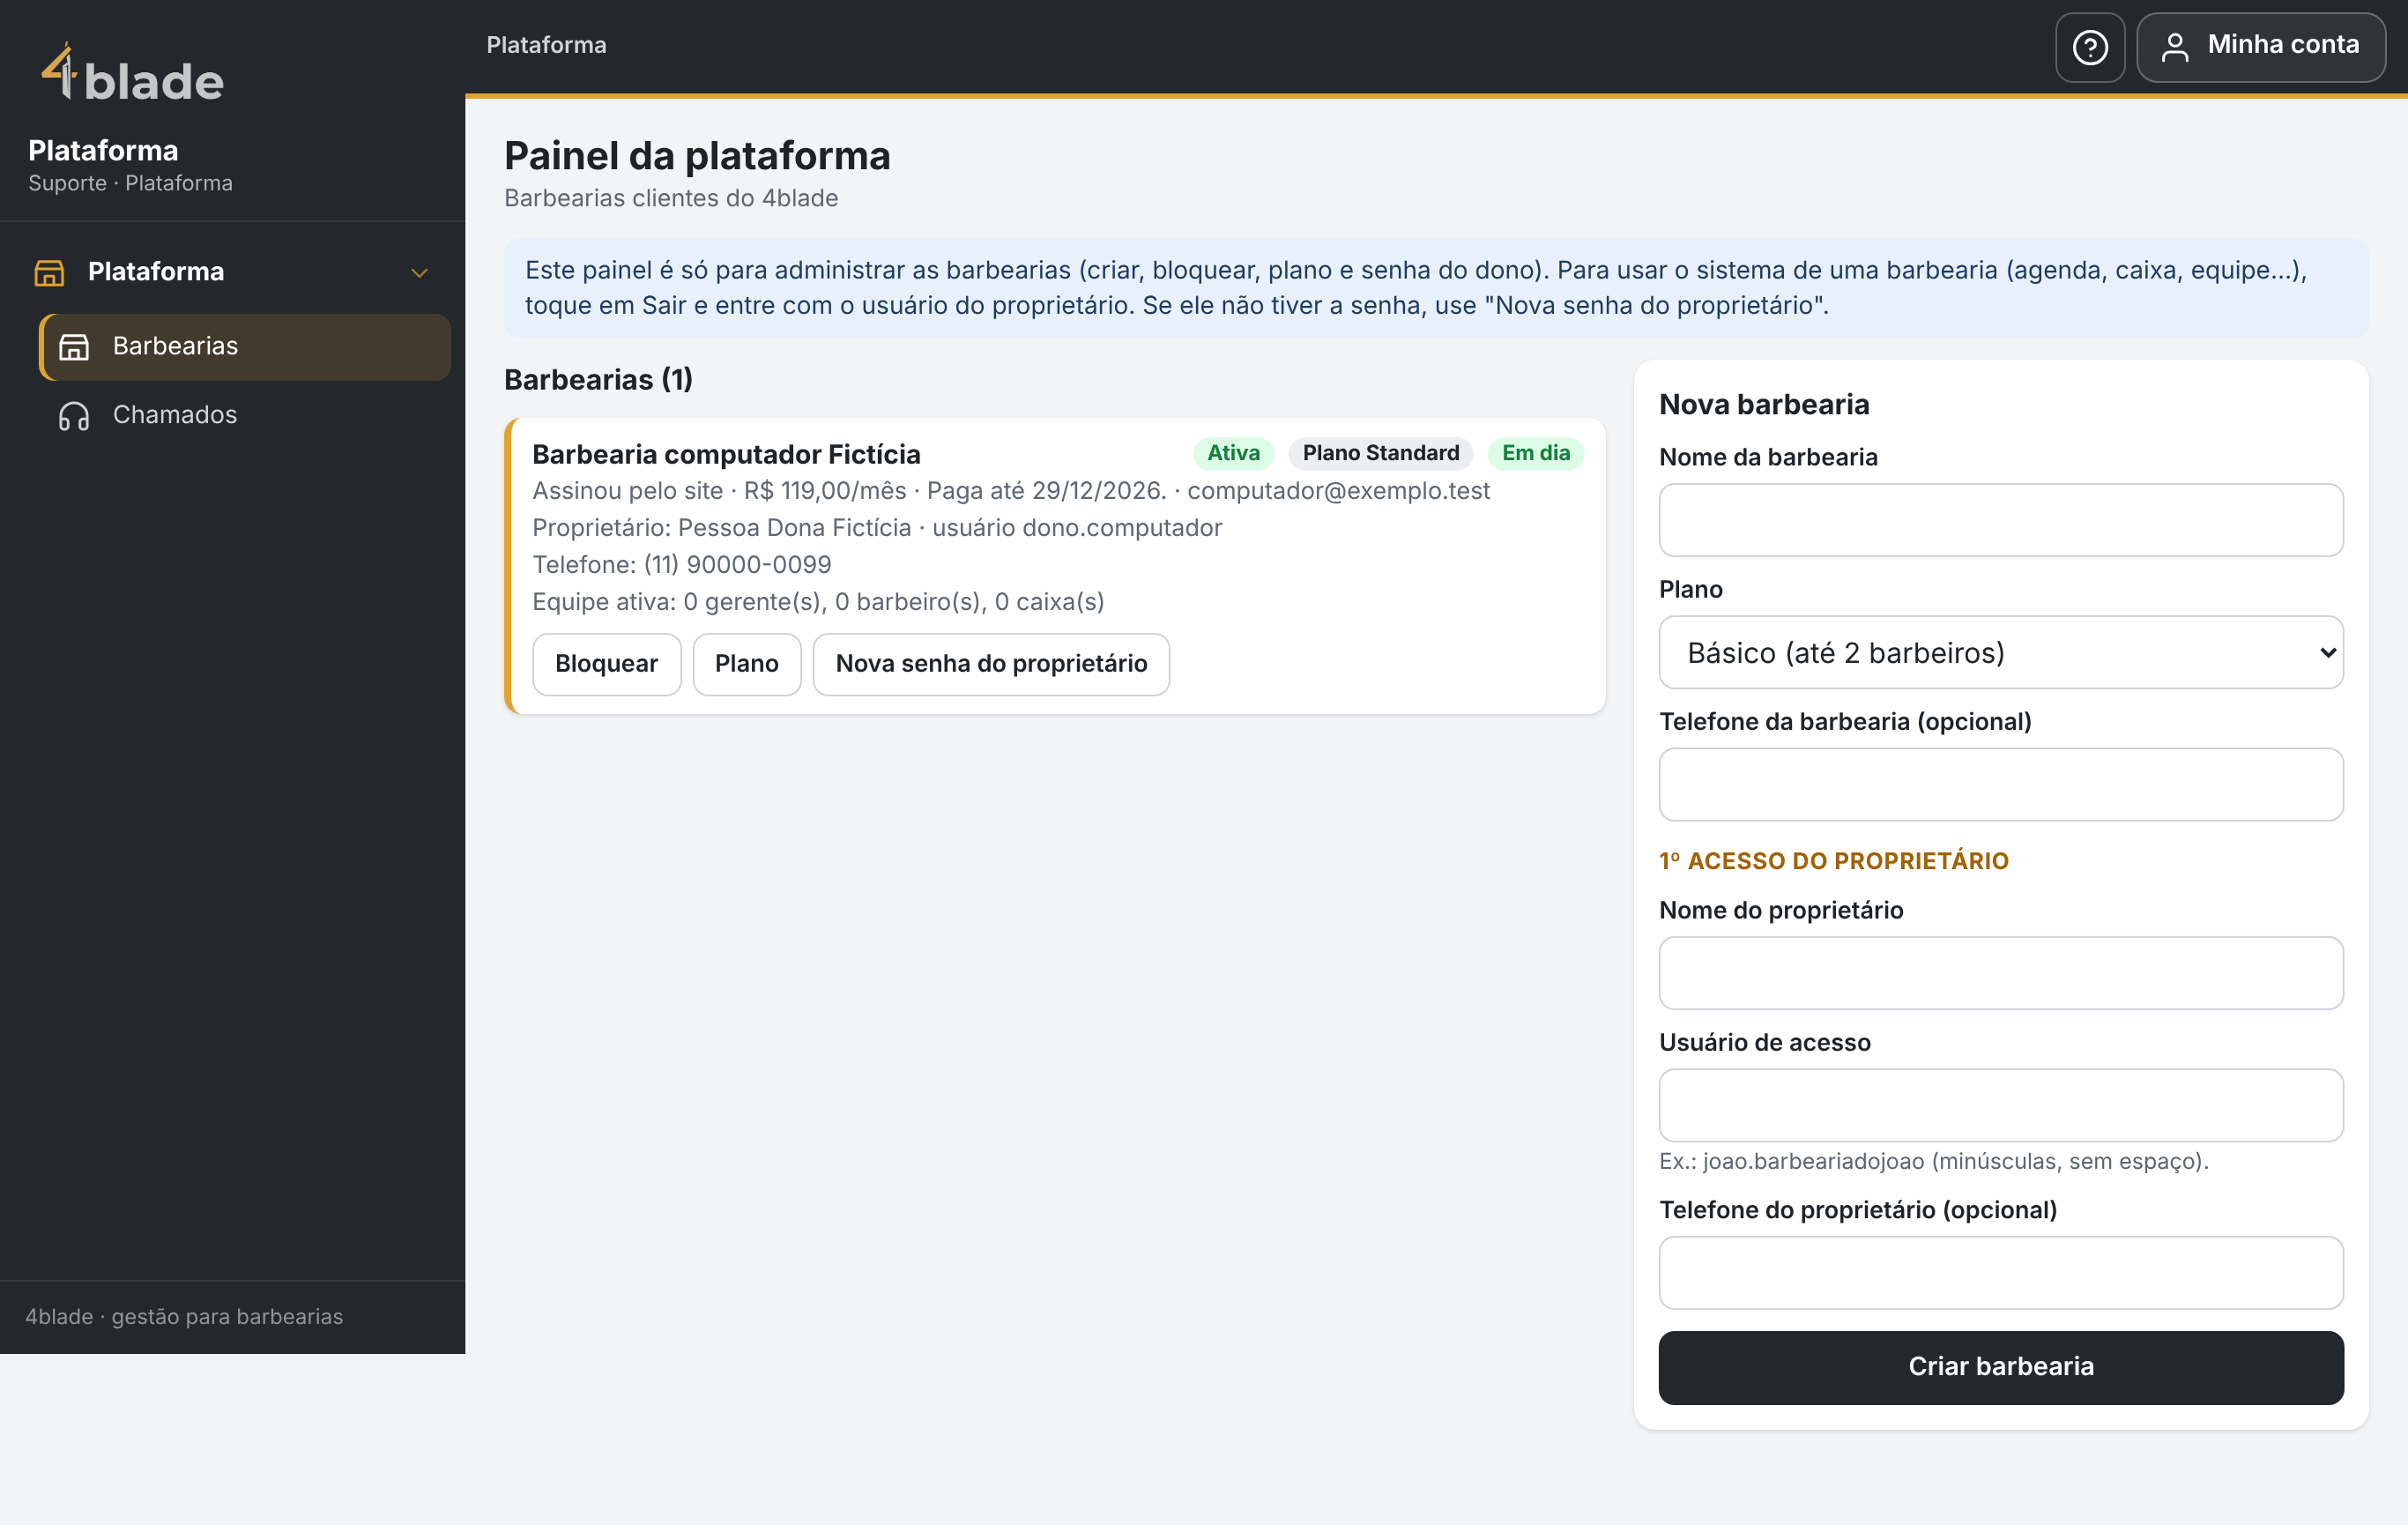 4blade
Plataforma
Suporte · Plataforma
Plataforma
Barbearias
Chamados
4blade · gestão para barbearias
Plataforma
Minha conta
Painel da plataforma
Barbearias clientes do 4blade
Este painel é só para administrar as barbearias (criar, bloquear, plano e senha do dono). Para usar o sistema de uma barbearia (agenda, caixa, equipe...),
toque em Sair e entre com o usuário do proprietário. Se ele não tiver a senha, use "Nova senha do proprietário".
Barbearias (1)
Barbearia computador Fictícia
Ativa
Plano Standard
Em dia
Assinou pelo site · R$ 119,00/mês · Paga até 29/12/2026. · computador@exemplo.test
Proprietário: Pessoa Dona Fictícia · usuário dono.computador
Telefone: (11) 90000-0099
Equipe ativa: 0 gerente(s), 0 barbeiro(s), 0 caixa(s)
Bloquear
Plano
Nova senha do proprietário
Nova barbearia
Nome da barbearia
Plano
Básico (até 2 barbeiros)
Telefone da barbearia (opcional)
1º ACESSO DO PROPRIETÁRIO
Nome do proprietário
Usuário de acesso
Ex.: joao.barbeariadojoao (minúsculas, sem espaço).
Telefone do proprietário (opcional)
Criar barbearia